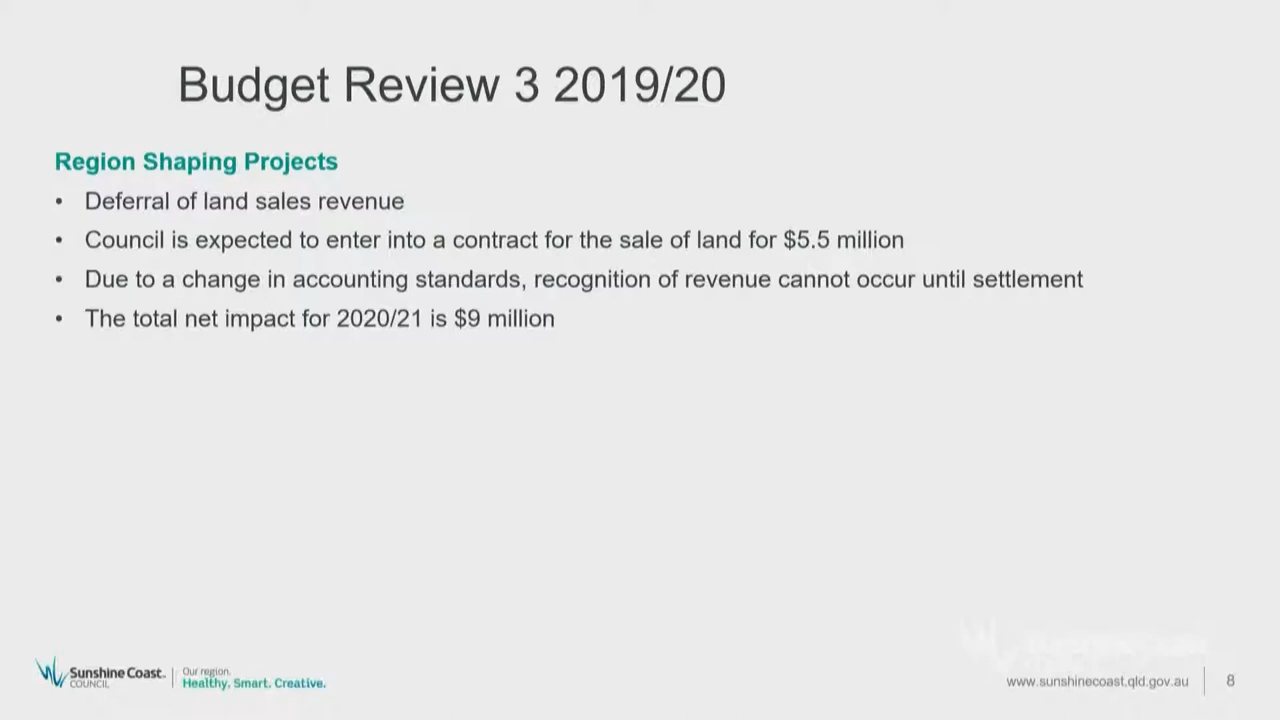 Budget Review 3 2019/20
Region Shaping Projects
• Deferral of land sales revenue
• Council is expected to enter into a contract for the sale of land for $5.5 million
• Due to a change in accounting standards, recognition of revenue cannot occur until settlement
• The total net impact for 2020/21 is $9 million
Sunshine Coast.
COUNCIL
Our region.
Healthy. Smart. Creative.
www.sunshinecoast.qld.gov.au
8